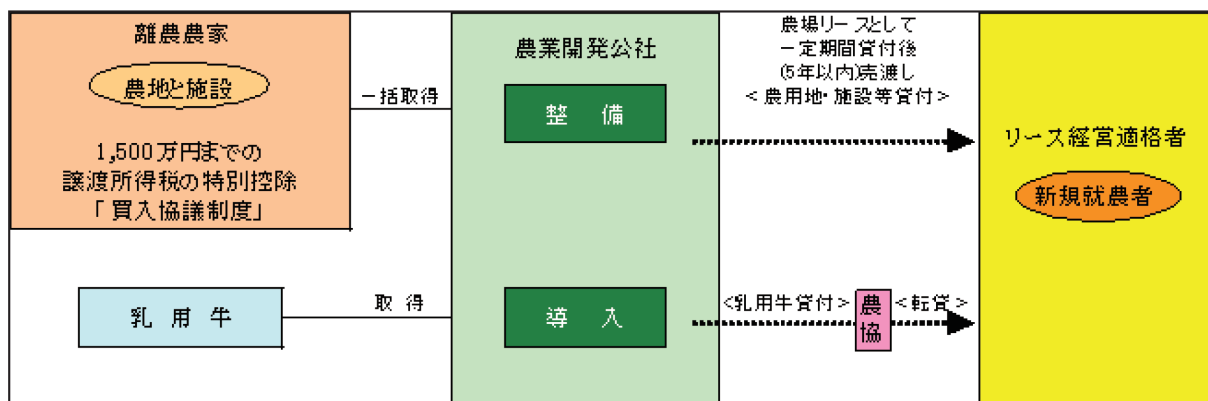 離農農家
農地と施設
1,500万円までの
譲渡所得税の特別控除
「買入協議制度」
一括取得
農業開発公社
整 備
農場リースとして
一定期間貸付後
(5年以内)売渡し
<農用地・施設等貸付>
リース経営適格者
新規就農者
乳 用 牛
取 得
導 入
<乳用牛貸付>
農
協
<転貸>